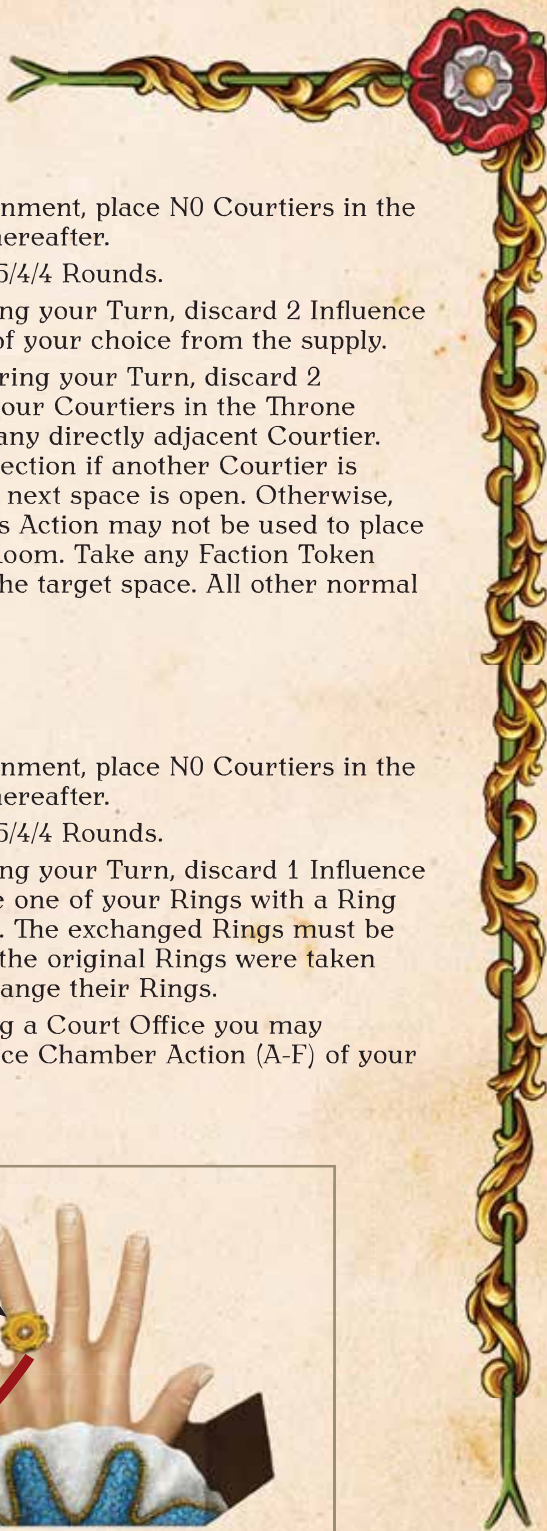 nment, place N0 Courtiers in the
hereafter.
5/4/4 Rounds.
ng your Turn, discard 2 Influence
of your choice from the supply.
ring your Turn, discard 2
our Courtiers in the Throne
any directly adjacent Courtier.
ection if another Courtier is
next space is open. Otherwise,
s Action may not be used to place
loom. Take any Faction Token
he target space. All other normal
nment, place N0 Courtiers in the
hereafter.
5/4/4 Rounds.
ng your Turn, discard 1 Influence
e one of your Rings with a Ring
. The exchanged Rings must be
the original Rings were taken
ange their Rings.
g a Court Office you may
ce Chamber Action (A-F) of your